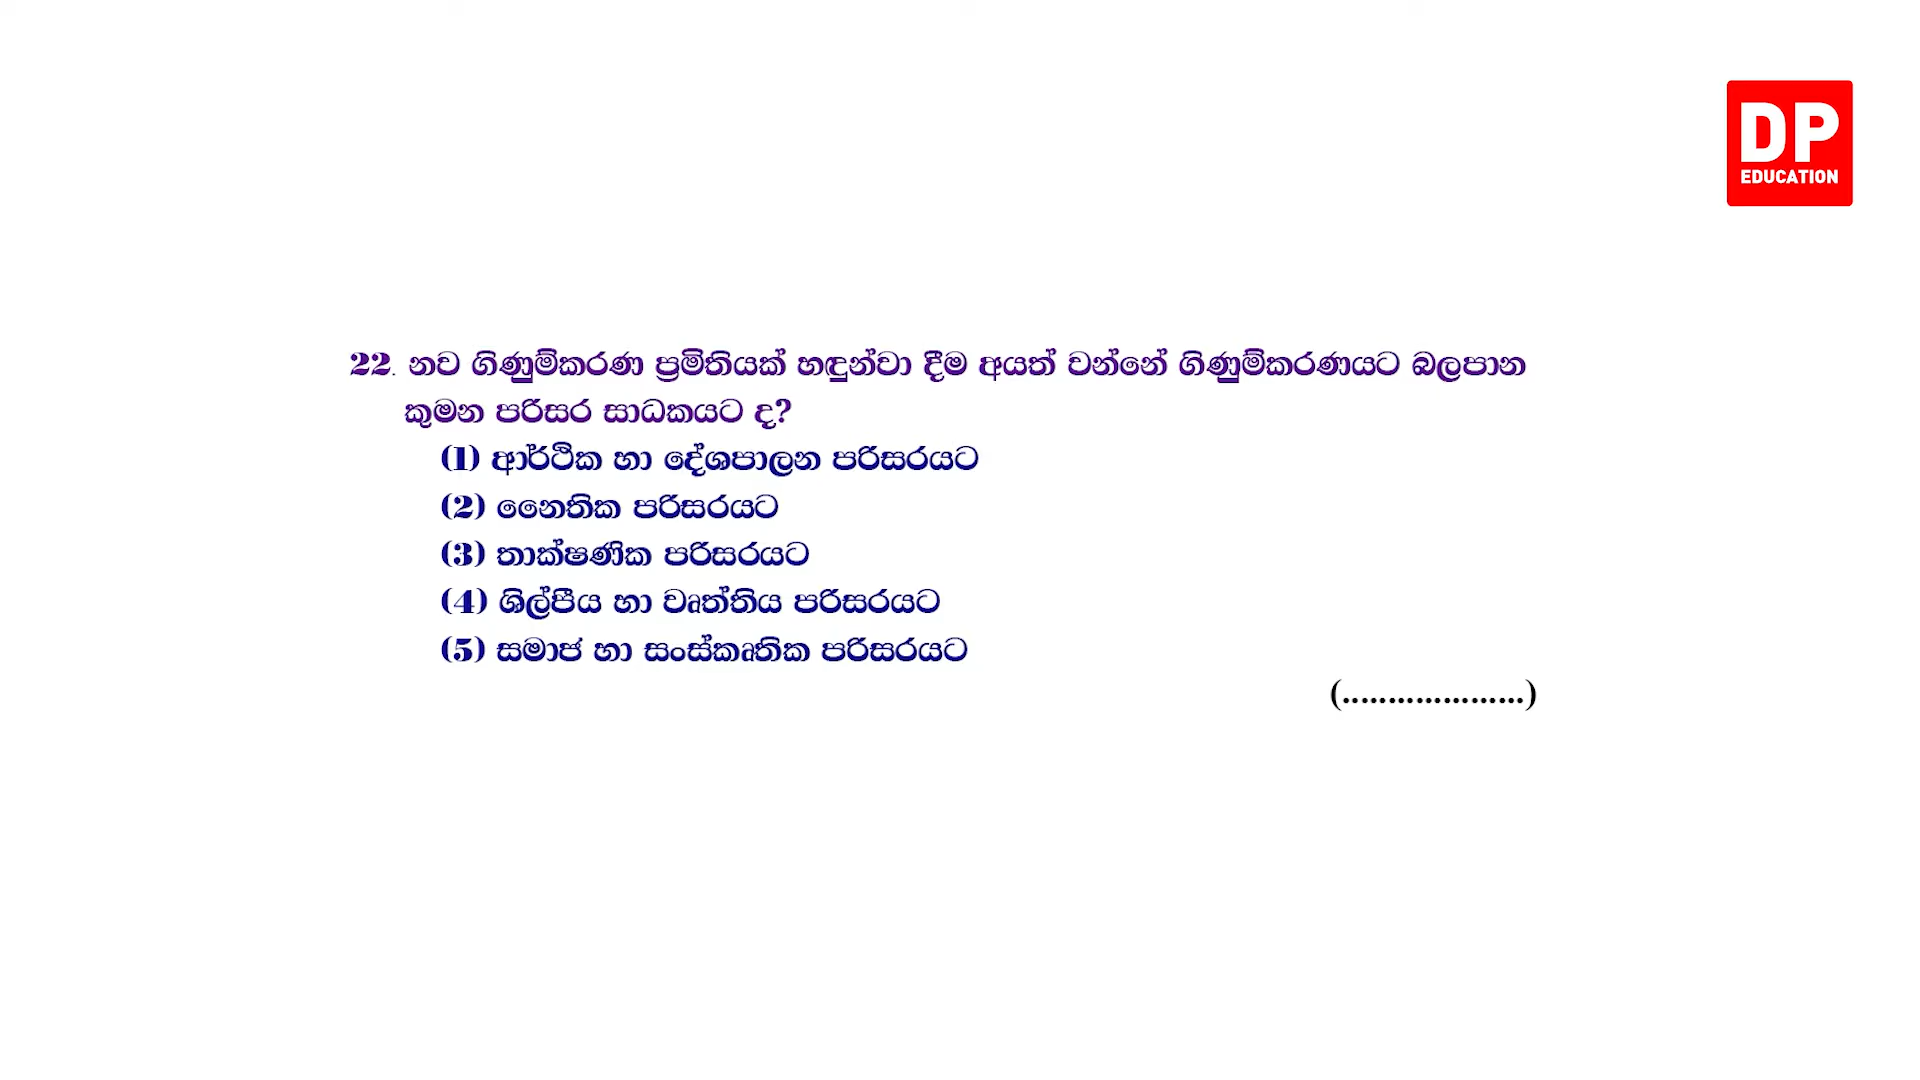 DP
EDUCATION
22. නව ගිණුම්කරණ ප්‍රමිතියක් හඳුන්වා දීම අයත් වන්නේ ගිණුම්කරණයට බලපාන
කුමන පරිසර සාධකයට ද?
(1) ආර්ථික හා දේශපාලන පරිසරයට
(2) නෛතික පරිසරයට
(3) තාක්ෂණික පරිසරයට
(4) ශිල්පීය හා වෘත්තිය පරිසරයට
(5) සමාජ හා සංස්කෘතික පරිසරයට
(....................)